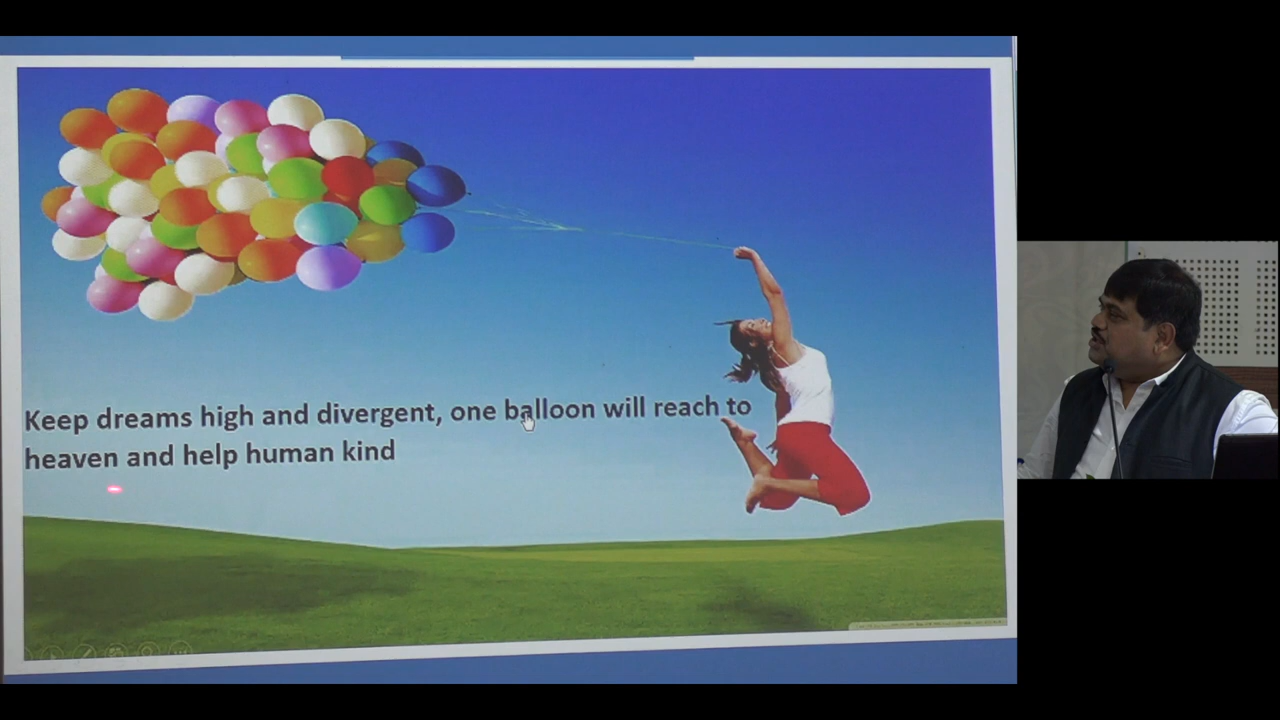 Keep dreams high and divergent, one balloon will reach to
heaven and help human kind